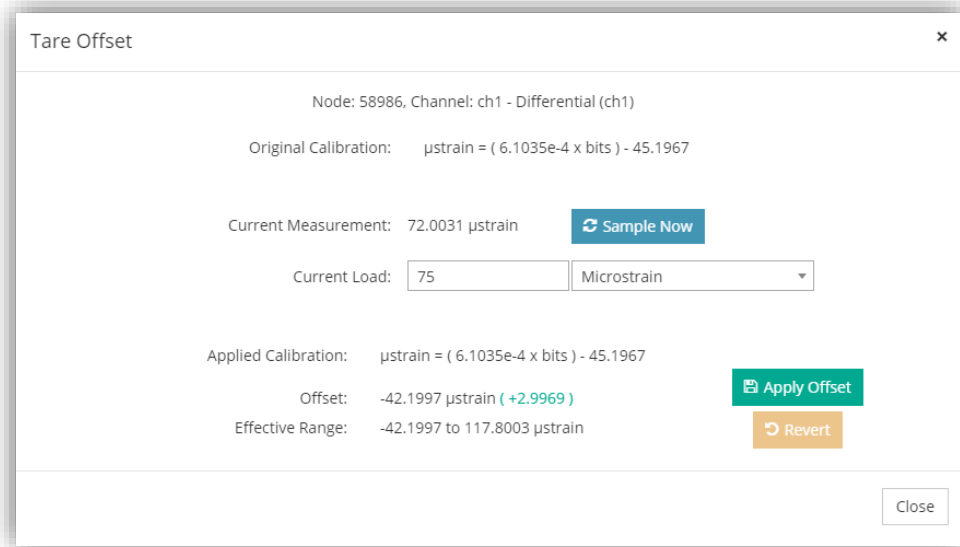 Tare Offset ×
Node: 58986, Channel: ch1 - Differential (ch1)
Original Calibration: µstrain = ( 6.1035e-4 x bits ) - 45.1967
Current Measurement: 72.0031 µstrain Sample Now
Current Load: 75 Microstrain
Applied Calibration: µstrain = ( 6.1035e-4 x bits ) - 45.1967
Apply Offset
Offset: -42.1997 µstrain ( +2.9969 )
Effective Range: -42.1997 to 117.8003 µstrain Revert
Close